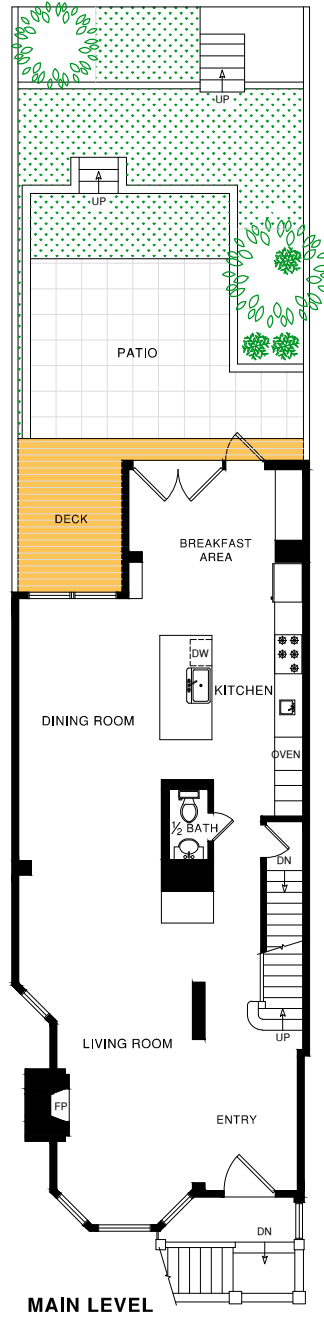 UP
UP
PATIO
DECK
BREAKFAST
AREA
DW
KITCHEN
DINING ROOM
OVEN
½ BATH
DN
UP
LIVING ROOM
FP
ENTRY
DN
MAIN LEVEL